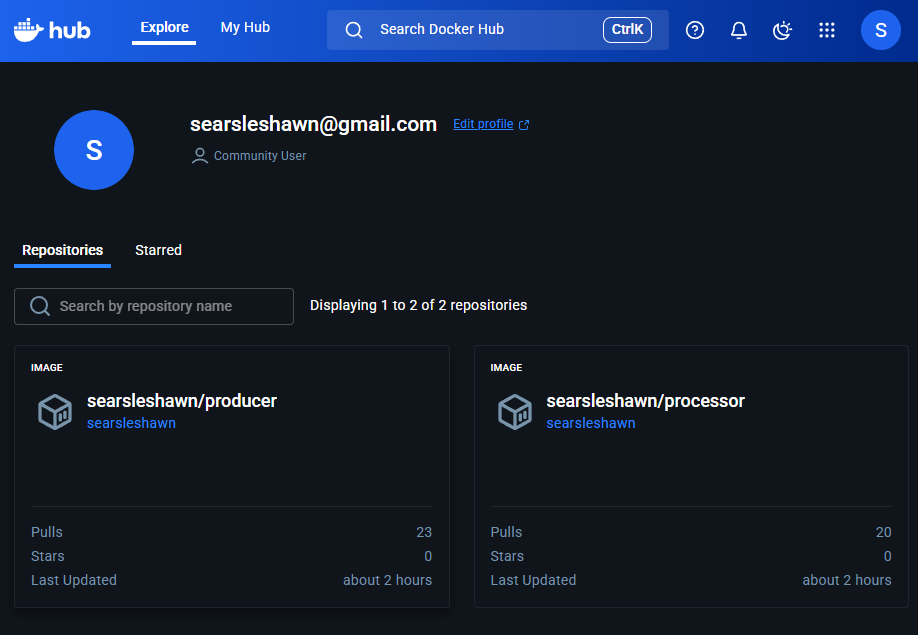 hub Explore My Hub Search Docker Hub CtrlK S
S
searsleshawn@gmail.com Edit profile
Community User
Repositories Starred
Search by repository name Displaying 1 to 2 of 2 repositories
IMAGE
searsleshawn/producer
searsleshawn
Pulls 23
Stars 0
Last Updated about 2 hours
IMAGE
searsleshawn/processor
searsleshawn
Pulls 20
Stars 0
Last Updated about 2 hours